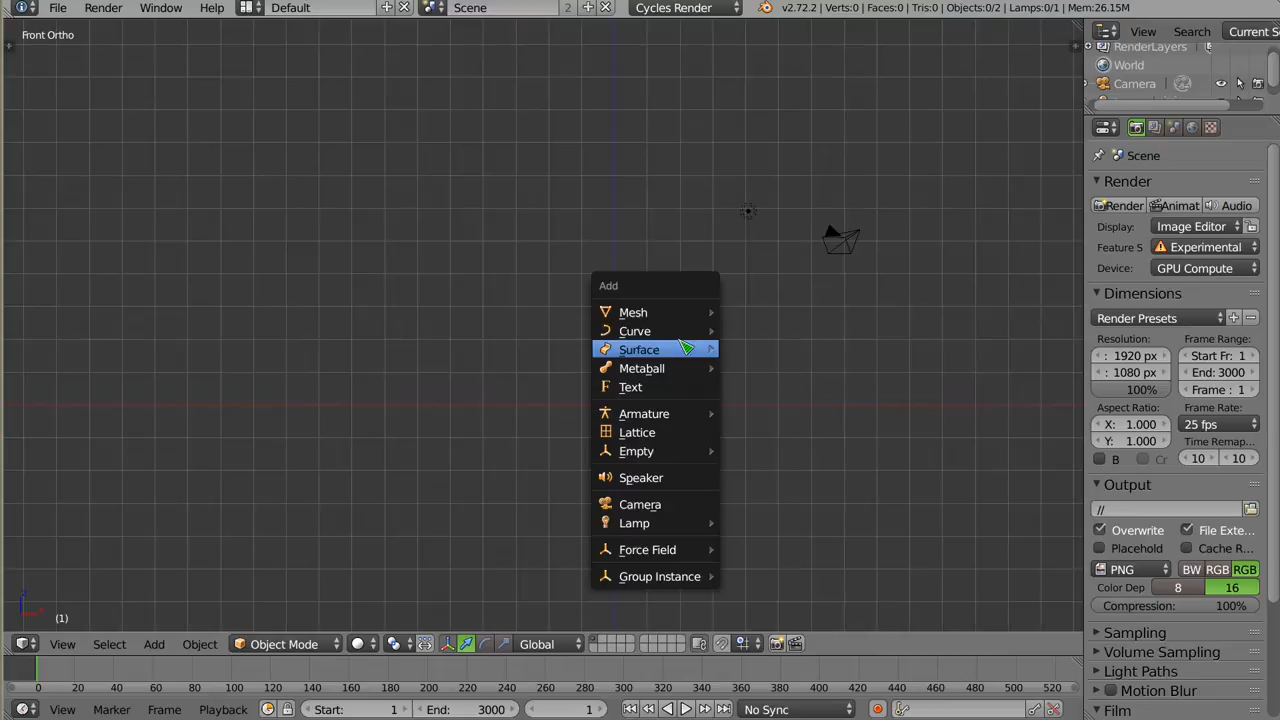 File Render Window Help Default Scene 2 Cycles Render v2.72.2 | Verts:0 | Faces:0 | Tris:0 | Objects:0/2 | Lamps:0/1 | Mem:26.15M
Front Ortho
View Search Current S
RenderLayers
World
Camera
Scene
Render
Render Animat Audio
Display: Image Editor
Feature S Experimental
Device: GPU Compute
Dimensions
Render Presets
Resolution: Frame Range:
: 1920 px Start Fr: 1
: 1080 px End: 3000
100% Frame : 1
Aspect Ratio: Frame Rate:
X: 1.000 25 fps
Y: 1.000 Time Remap...
B Cr 10 10
Output
//
Overwrite File Exte...
Placehold Cache R...
PNG BW RGB RGB
Color Dep 8 16
Compression: 100%
Sampling
Volume Sampling
Light Paths
Motion Blur
Film
Add
Mesh
Curve
Surface
Metaball
Text
Armature
Lattice
Empty
Speaker
Camera
Lamp
Force Field
Group Instance
(1)
View Select Add Object Object Mode Global
0 20 40 60 80 100 120 140 160 180 200 220 240 260 280 300 320 340 360 380 400 420 440 460 480 500 520
View Marker Frame Playback Start: 1 End: 3000 1 No Sync